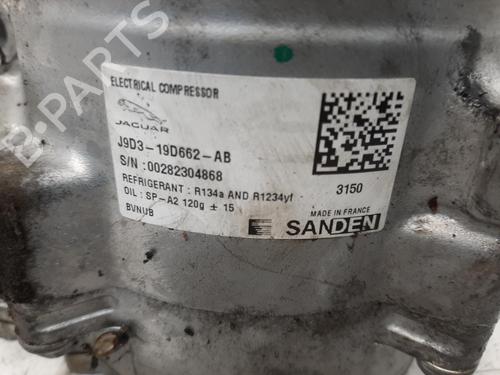 ELECTRICAL COMPRESSOR
JAGUAR
J9D3-19D662-AB
S/N :00282304868
REFRIGERANT : R134a AND R1234yf
OIL : SP-A2 120g ± 15
BVNUB
3150
MADE IN FRANCE
SANDEN
BPARTS